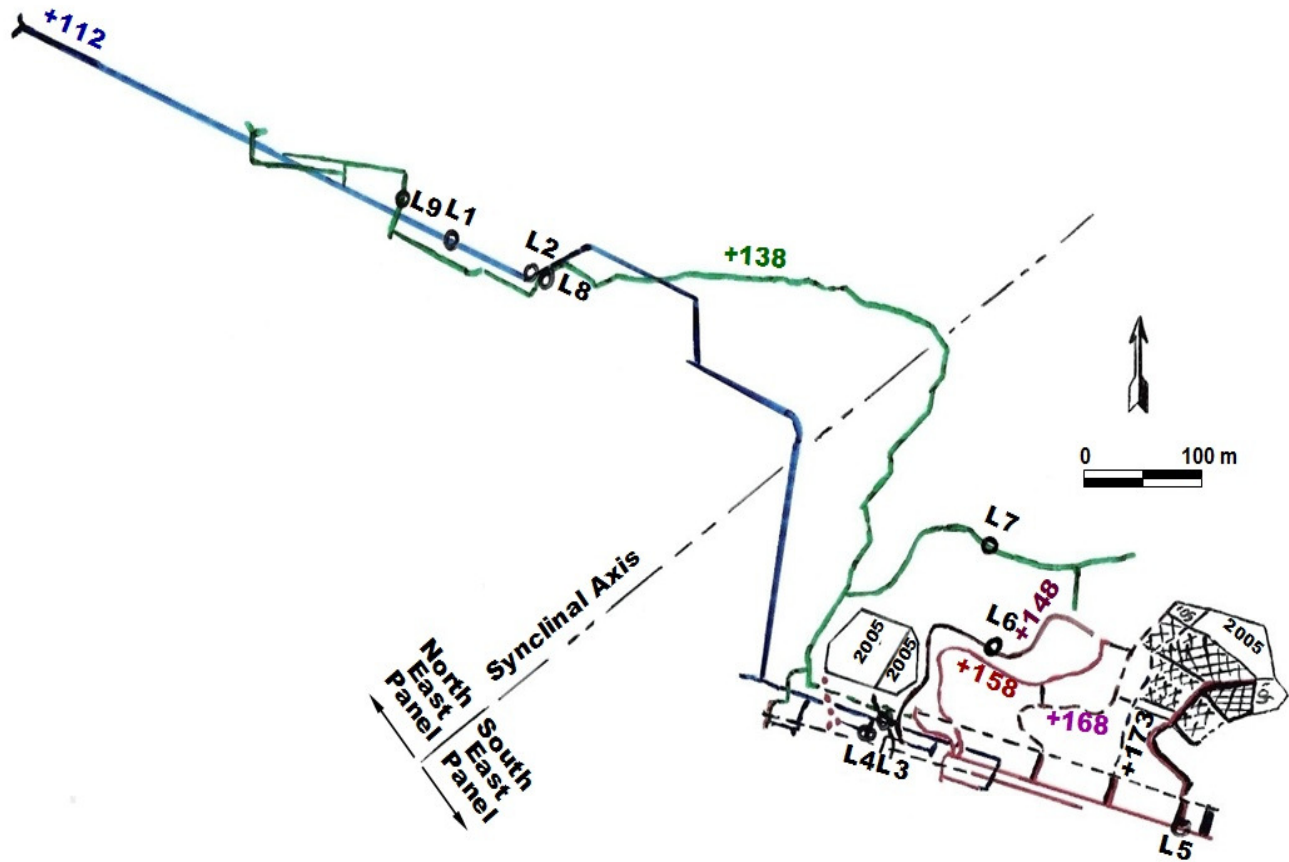 +112
L9
L1
L2
L8
+138
0 100 m
Synclinal Axis
North
East
Panel
South
East
Panel
L7
+148
L6
2005
2005
+158
+168
+173
2005
L4
L3
L5